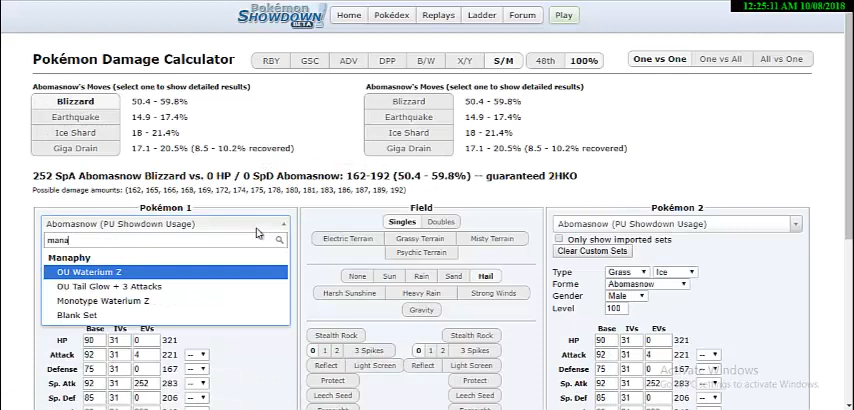 12:25:11 AM 10/08/2018
Pokémon
SHOWDOWN!
BETA
Home Pokédex Replays Ladder Forum Play
Pokémon Damage Calculator
RBY GSC ADV DPP B/W X/Y S/M 48th 100% One vs One One vs All All vs One
Abomasnow's Moves (select one to show detailed results) Abomasnow's Moves (select one to show detailed results)
Blizzard 50.4 - 59.8% Blizzard 50.4 - 59.8%
Earthquake 14.9 - 17.4% Earthquake 14.9 - 17.4%
Ice Shard 18 - 21.4% Ice Shard 18 - 21.4%
Giga Drain 17.1 - 20.5% (8.5 - 10.2% recovered) Giga Drain 17.1 - 20.5% (8.5 - 10.2% recovered)
252 SpA Abomasnow Blizzard vs. 0 HP / 0 SpD Abomasnow: 162-192 (50.4 - 59.8%) -- guaranteed 2HKO
Possible damage amounts: (162, 165, 166, 168, 169, 172, 174, 175, 178, 180, 181, 183, 186, 187, 189, 192)
Pokémon 1
Abomasnow (PU Showdown Usage)
mana
Manaphy
OU Waterium Z
OU Tail Glow + 3 Attacks
Monotype Waterium Z
Blank Set
Base IVs EVs
HP 90 31 0 321
Attack 92 31 4 221 --
Defense 75 31 0 167 --
Sp. Atk 92 31 252 283 --
Sp. Def 85 31 0 206 --
Field
Singles Doubles
Electric Terrain Grassy Terrain Misty Terrain
Psychic Terrain
None Sun Rain Sand Hail
Harsh Sunshine Heavy Rain Strong Winds
Gravity
Stealth Rock Stealth Rock
0 1 2 3 Spikes 0 1 2 3 Spikes
Reflect Light Screen Reflect Light Screen
Protect Protect
Leech Seed Leech Seed
Pokémon 2
Abomasnow (PU Showdown Usage)
Only show imported sets
Clear Custom Sets
Type Grass Ice
Forme Abomasnow
Gender Male
Level 100
Base IVs EVs
HP 90 31 0 321
Attack 92 31 4 221 --
Defense 75 31 0 167 --
Sp. Atk 92 31 252 283 --
Sp. Def 85 31 0 206 --
Activate Windows